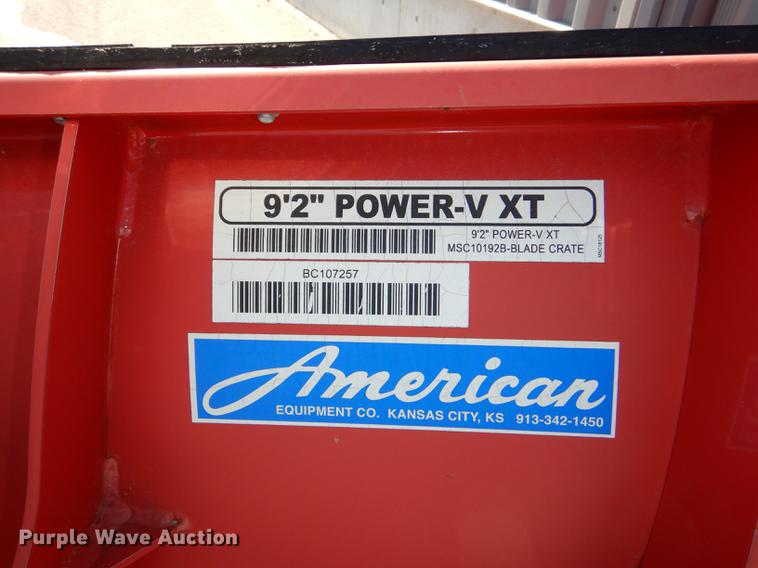 9'2" POWER-V XT
9'2" POWER-V XT
MSC10192B-BLADE CRATE
MSC16125
BC107257
American
EQUIPMENT CO. KANSAS CITY, KS 913-342-1450
Purple Wave Auction